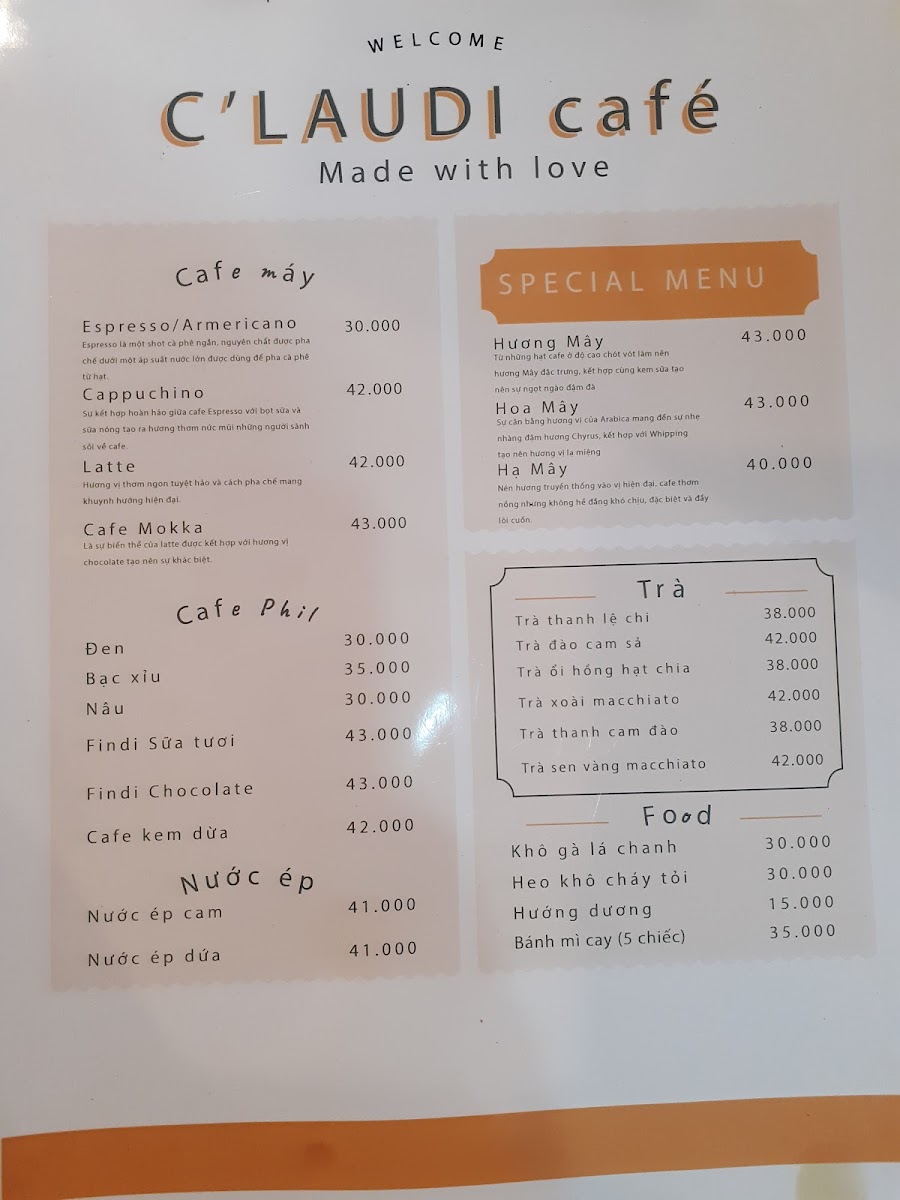 WELCOME
C'LAUDI café
Made with love
Cafe máy
Espresso/Armericano 30.000
Espresso là một shot cà phê ngắn, nguyên chất được pha
chế dưới một áp suất nước lớn được dùng để pha cà phê
từ hạt.
Cappuchino 42.000
Sự kết hợp hoàn hảo giữa cafe Espresso với bọt sữa và
sữa nóng tạo ra hương thơm nức mũi những người sành
sỏi về cafe.
Latte 42.000
Hương vị thơm ngon tuyệt hảo và cách pha chế mang
khuynh hướng hiện đại.
Cafe Mokka 43.000
Là sự biến thể của latte được kết hợp với hương vị
chocolate tạo nên sự khác biệt.
Cafe Phil
Đen 30.000
Bạc xỉu 35.000
Nâu 30.000
Findi Sữa tươi 43.000
Findi Chocolate 43.000
Cafe kem dừa 42.000
Nước ép
Nước ép cam 41.000
Nước ép dứa 41.000
SPECIAL MENU
Hương Mây 43.000
Từ những hạt cafe ở độ cao chót vót làm nên
hương Mây đặc trưng, kết hợp cùng kem sữa tạo
nên sự ngọt ngào đậm đà
Hoa Mây 43.000
Sự cân bằng hương vị của Arabica mang đến sự nhẹ
nhàng đậm hương Chyrus, kết hợp với Whipping
tạo nên hương vị lạ miệng
Hạ Mây 40.000
Nén hương truyền thống vào vị hiện đại, cafe thơm
nồng nhưng không hề đắng khó chịu, đặc biệt và đầy
lôi cuốn.
Trà
Trà thanh lệ chi 38.000
Trà đào cam sả 42.000
Trà ổi hồng hạt chia 38.000
Trà xoài macchiato 42.000
Trà thanh cam đào 38.000
Trà sen vàng macchiato 42.000
Food
Khô gà lá chanh 30.000
Heo khô cháy tỏi 30.000
Hướng dương 15.000
Bánh mì cay (5 chiếc) 35.000